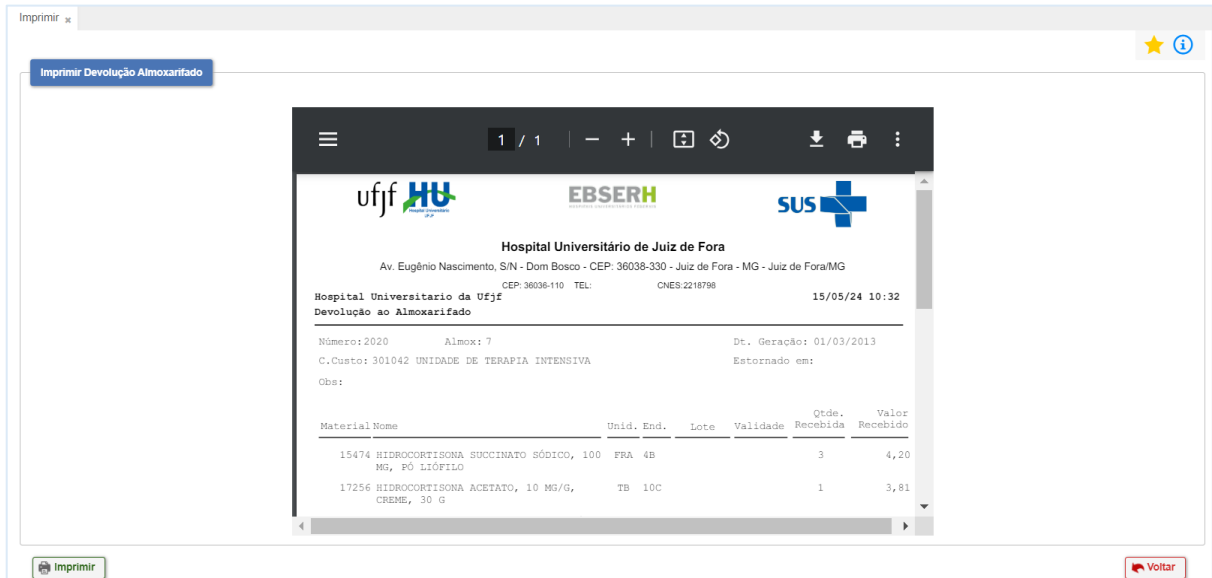 Imprimir
Imprimir Devolução Almoxarifado
1 / 1
ufjf HU EBSERH SUS
Hospital Universitário de Juiz de Fora
Av. Eugênio Nascimento, S/N - Dom Bosco - CEP: 36038-330 - Juiz de Fora - MG - Juiz de Fora/MG
CEP: 36036-110 TEL: CNES:2218798
Hospital Universitario da Ufjf 15/05/24 10:32
Devolução ao Almoxarifado
Número: 2020 Almox: 7 Dt. Geração: 01/03/2013
C.Custo: 301042 UNIDADE DE TERAPIA INTENSIVA Estornado em:
Obs:
Qtde. Valor
Material Nome Unid. End. Lote Validade Recebida Recebido
15474 HIDROCORTISONA SUCCINATO SÓDICO, 100 FRA 4B 3 4,20
MG, PÓ LIÓFILO
17256 HIDROCORTISONA ACETATO, 10 MG/G, TB 10C 1 3,81
CREME, 30 G
Imprimir Voltar